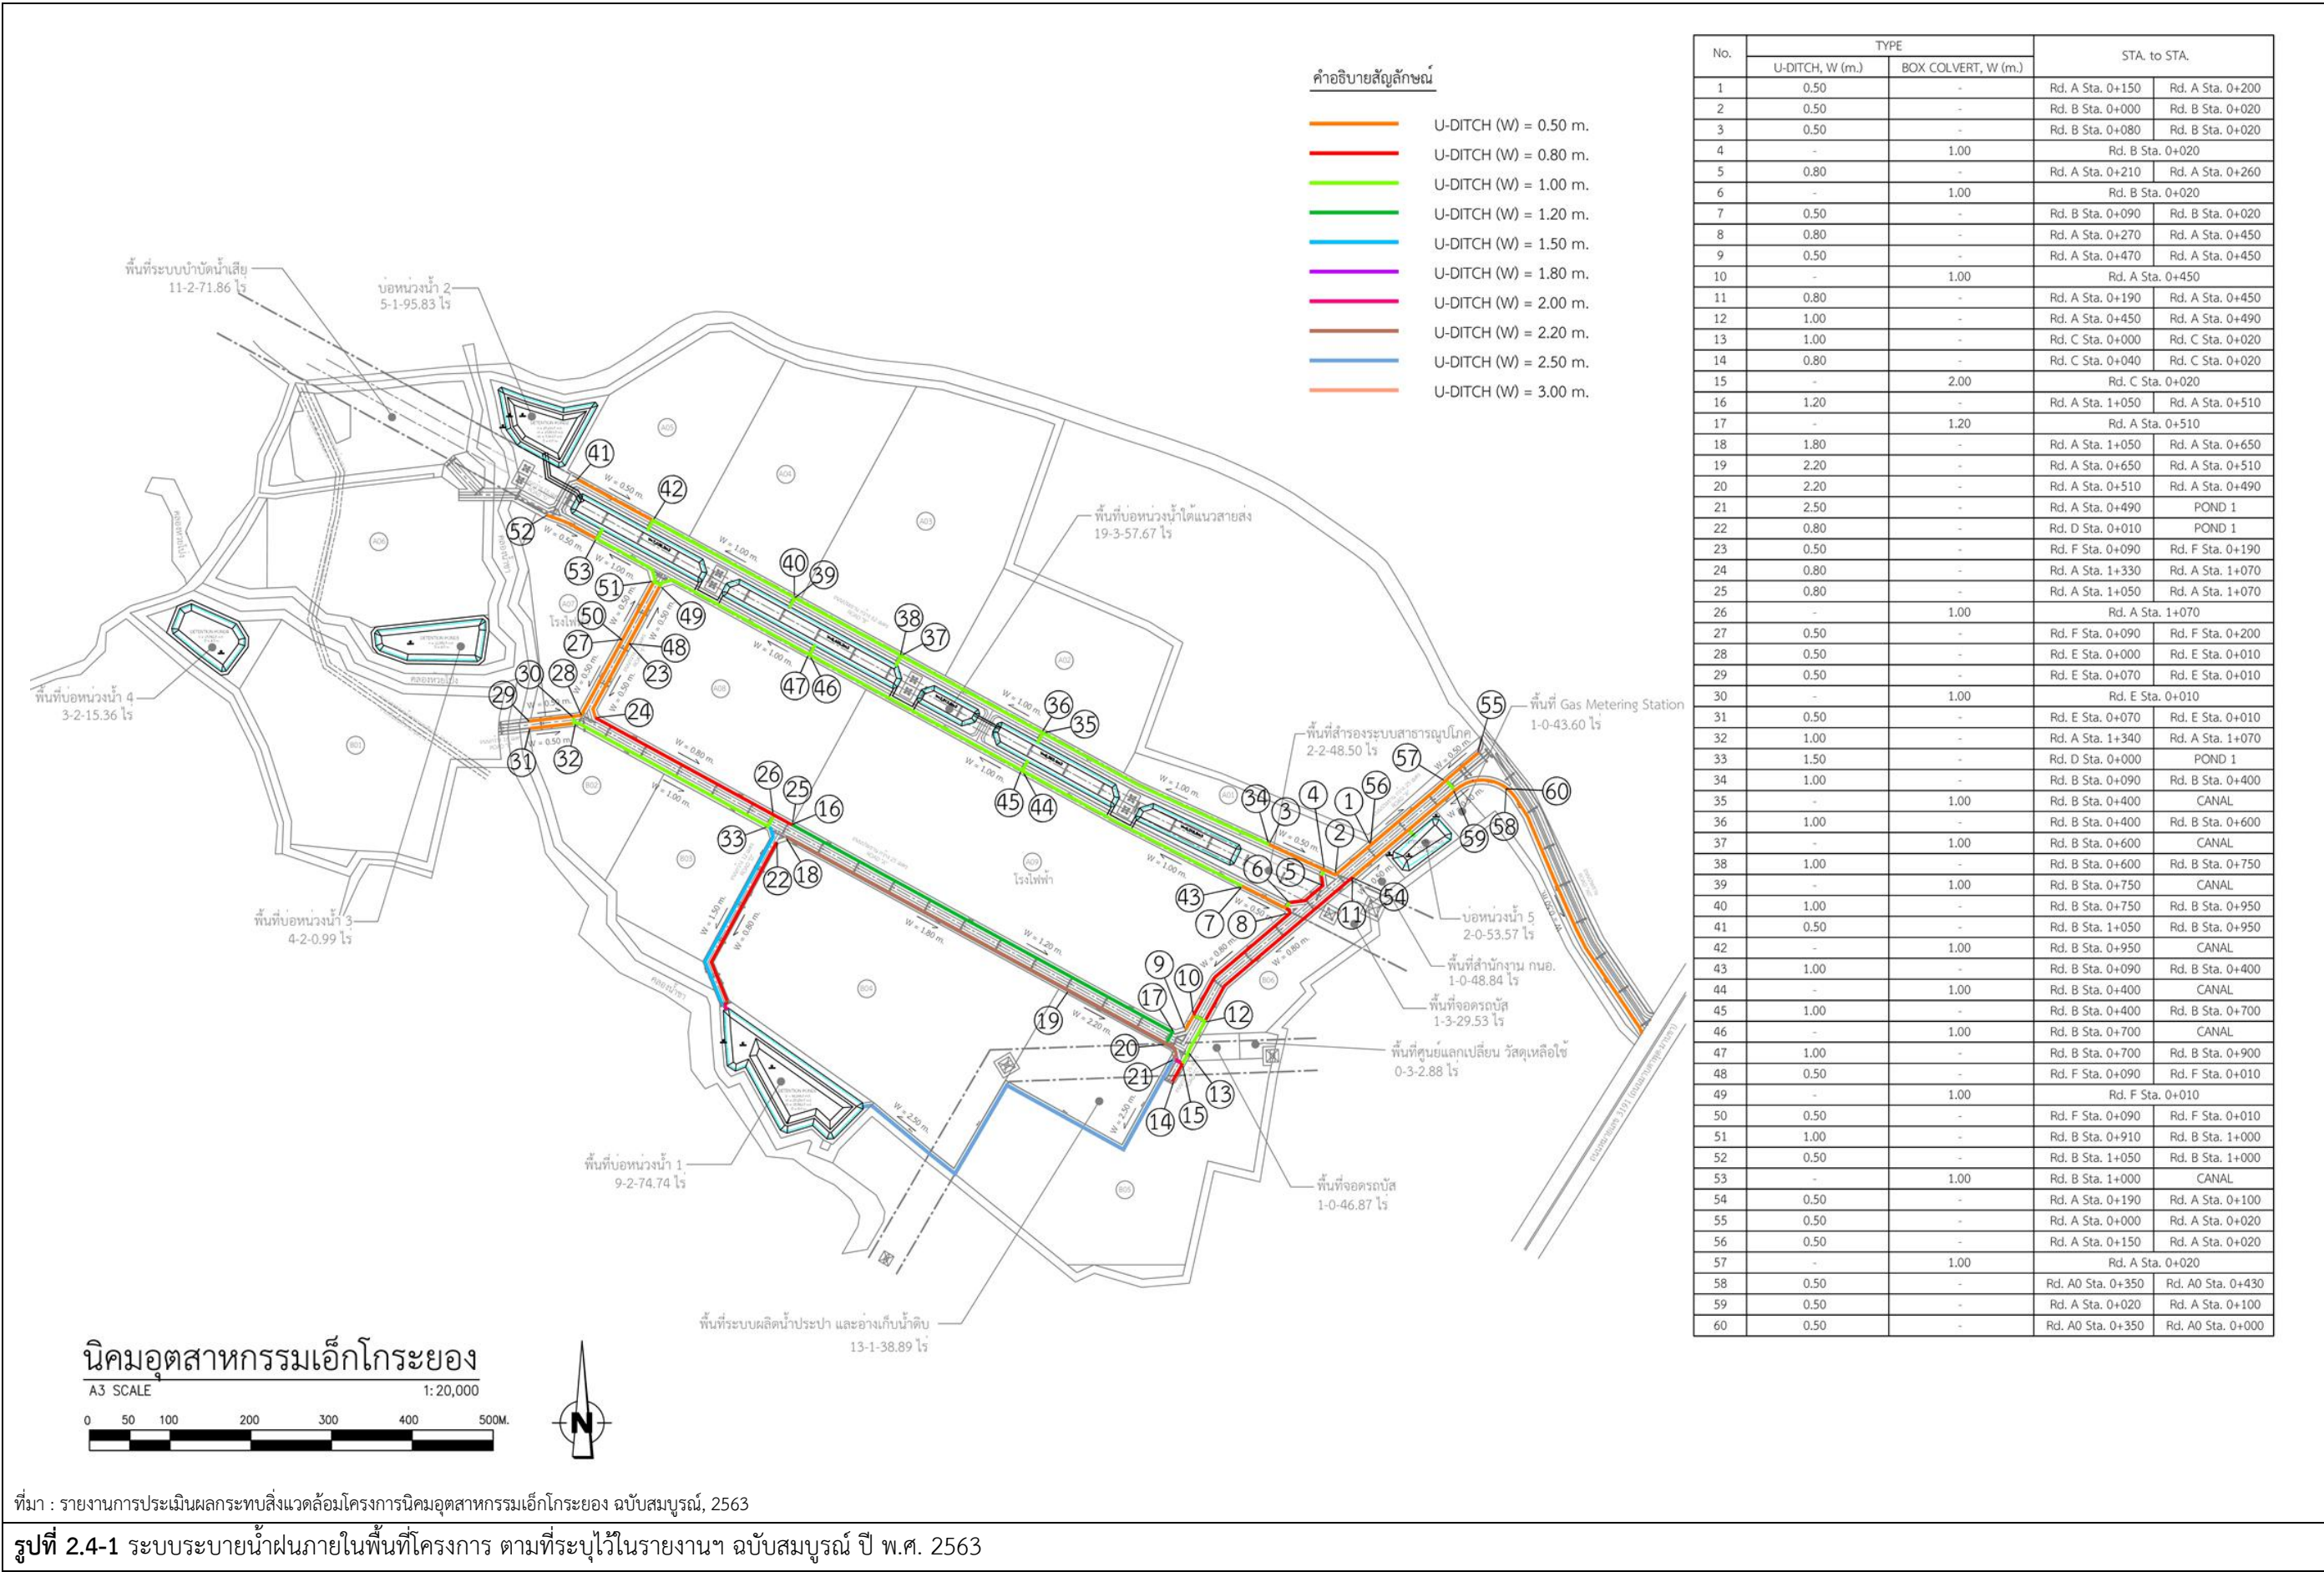 คำอธิบายสัญลักษณ์
U-DITCH (W) = 0.50 m.
U-DITCH (W) = 0.80 m.
U-DITCH (W) = 1.00 m.
U-DITCH (W) = 1.20 m.
U-DITCH (W) = 1.50 m.
U-DITCH (W) = 1.80 m.
U-DITCH (W) = 2.00 m.
U-DITCH (W) = 2.20 m.
U-DITCH (W) = 2.50 m.
U-DITCH (W) = 3.00 m.
No. TYPE STA. to STA.
U-DITCH, W (m.) BOX COLVERT, W (m.)
1 0.50 - Rd. A Sta. 0+150 Rd. A Sta. 0+200
2 0.50 - Rd. B Sta. 0+000 Rd. B Sta. 0+020
3 0.50 - Rd. B Sta. 0+080 Rd. B Sta. 0+020
4 - 1.00 Rd. B Sta. 0+020
5 0.80 - Rd. A Sta. 0+210 Rd. A Sta. 0+260
6 - 1.00 Rd. B Sta. 0+020
7 0.50 - Rd. B Sta. 0+090 Rd. B Sta. 0+020
8 0.80 - Rd. A Sta. 0+270 Rd. A Sta. 0+450
9 0.50 - Rd. A Sta. 0+470 Rd. A Sta. 0+450
10 - 1.00 Rd. A Sta. 0+450
11 0.80 - Rd. A Sta. 0+190 Rd. A Sta. 0+450
12 1.00 - Rd. A Sta. 0+450 Rd. A Sta. 0+490
13 1.00 - Rd. C Sta. 0+000 Rd. C Sta. 0+020
14 0.80 - Rd. C Sta. 0+040 Rd. C Sta. 0+020
15 - 2.00 Rd. C Sta. 0+020
16 1.20 - Rd. A Sta. 1+050 Rd. A Sta. 0+510
17 - 1.20 Rd. A Sta. 0+510
18 1.80 - Rd. A Sta. 1+050 Rd. A Sta. 0+650
19 2.20 - Rd. A Sta. 0+650 Rd. A Sta. 0+510
20 2.20 - Rd. A Sta. 0+510 Rd. A Sta. 0+490
21 2.50 - Rd. A Sta. 0+490 POND 1
22 0.80 - Rd. D Sta. 0+010 POND 1
23 0.50 - Rd. F Sta. 0+090 Rd. F Sta. 0+190
24 0.80 - Rd. A Sta. 1+330 Rd. A Sta. 1+070
25 0.80 - Rd. A Sta. 1+050 Rd. A Sta. 1+070
26 - 1.00 Rd. A Sta. 1+070
27 0.50 - Rd. F Sta. 0+090 Rd. F Sta. 0+200
28 0.50 - Rd. E Sta. 0+000 Rd. E Sta. 0+010
29 0.50 - Rd. E Sta. 0+070 Rd. E Sta. 0+010
30 - 1.00 Rd. E Sta. 0+010
31 0.50 - Rd. E Sta. 0+070 Rd. E Sta. 0+010
32 1.00 - Rd. A Sta. 1+340 Rd. A Sta. 1+070
33 1.50 - Rd. D Sta. 0+000 POND 1
34 1.00 - Rd. B Sta. 0+090 Rd. B Sta. 0+400
35 - 1.00 Rd. B Sta. 0+400 CANAL
36 1.00 - Rd. B Sta. 0+400 Rd. B Sta. 0+600
37 - 1.00 Rd. B Sta. 0+600 CANAL
38 1.00 - Rd. B Sta. 0+600 Rd. B Sta. 0+750
39 - 1.00 Rd. B Sta. 0+750 CANAL
40 1.00 - Rd. B Sta. 0+750 Rd. B Sta. 0+950
41 0.50 - Rd. B Sta. 1+050 Rd. B Sta. 0+950
42 - 1.00 Rd. B Sta. 0+950 CANAL
43 1.00 - Rd. B Sta. 0+090 Rd. B Sta. 0+400
44 - 1.00 Rd. B Sta. 0+400 CANAL
45 1.00 - Rd. B Sta. 0+400 Rd. B Sta. 0+700
46 - 1.00 Rd. B Sta. 0+700 CANAL
47 1.00 - Rd. B Sta. 0+700 Rd. B Sta. 0+900
48 0.50 - Rd. F Sta. 0+090 Rd. F Sta. 0+010
49 - 1.00 Rd. F Sta. 0+010
50 0.50 - Rd. F Sta. 0+090 Rd. F Sta. 0+010
51 1.00 - Rd. B Sta. 0+910 Rd. B Sta. 1+000
52 0.50 - Rd. B Sta. 1+050 Rd. B Sta. 1+000
53 - 1.00 Rd. B Sta. 1+000 CANAL
54 0.50 - Rd. A Sta. 0+190 Rd. A Sta. 0+100
55 0.50 - Rd. A Sta. 0+000 Rd. A Sta. 0+020
56 0.50 - Rd. A Sta. 0+150 Rd. A Sta. 0+020
57 - 1.00 Rd. A Sta. 0+020
58 0.50 - Rd. A0 Sta. 0+350 Rd. A0 Sta. 0+430
59 0.50 - Rd. A Sta. 0+020 Rd. A Sta. 0+100
60 0.50 - Rd. A0 Sta. 0+350 Rd. A0 Sta. 0+000
พื้นที่ระบบบำบัดน้ำเสีย
11-2-71.86 ไร่
บ่อหน่วงน้ำ 2
5-1-95.83 ไร่
พื้นที่บ่อหน่วงน้ำใต้แนวสายส่ง
19-3-57.67 ไร่
พื้นที่ Gas Metering Station
1-0-43.60 ไร่
พื้นที่สำรองระบบสาธารณูปโภค
2-2-48.50 ไร่
พื้นที่บ่อหน่วงน้ำ 4
3-2-15.36 ไร่
พื้นที่บ่อหน่วงน้ำ 3
4-2-0.99 ไร่
บ่อหน่วงน้ำ 5
2-0-53.57 ไร่
พื้นที่สำนักงาน กนอ.
1-0-48.84 ไร่
พื้นที่จอดรถบัส
1-3-29.53 ไร่
พื้นที่ศูนย์แลกเปลี่ยน วัสดุเหลือใช้
0-3-2.88 ไร่
พื้นที่บ่อหน่วงน้ำ 1
9-2-74.74 ไร่
พื้นที่จอดรถบัส
1-0-46.87 ไร่
พื้นที่ระบบผลิตน้ำประปา และอ่างเก็บน้ำดิบ
13-1-38.89 ไร่
A09
โรงไฟฟ้า
นิคมอุตสาหกรรมเอ็กโกระยอง
A3 SCALE 1:20,000
0 50 100 200 300 400 500M.
N
ที่มา : รายงานการประเมินผลกระทบสิ่งแวดล้อมโครงการนิคมอุตสาหกรรมเอ็กโกระยอง ฉบับสมบูรณ์, 2563
รูปที่ 2.4-1 ระบบระบายน้ำฝนภายในพื้นที่โครงการ ตามที่ระบุไว้ในรายงานฯ ฉบับสมบูรณ์ ปี พ.ศ. 2563